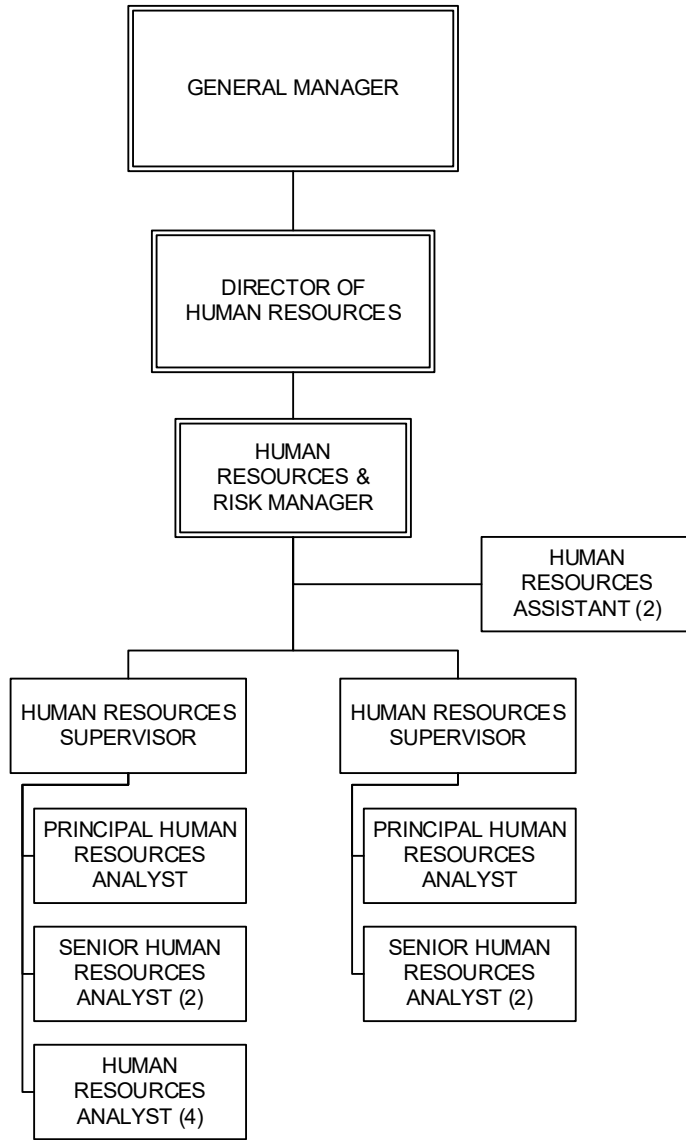 GENERAL MANAGER
DIRECTOR OF
HUMAN RESOURCES
HUMAN
RESOURCES &
RISK MANAGER
HUMAN
RESOURCES
ASSISTANT (2)
HUMAN RESOURCES
SUPERVISOR
HUMAN RESOURCES
SUPERVISOR
PRINCIPAL HUMAN
RESOURCES
ANALYST
PRINCIPAL HUMAN
RESOURCES
ANALYST
SENIOR HUMAN
RESOURCES
ANALYST (2)
SENIOR HUMAN
RESOURCES
ANALYST (2)
HUMAN
RESOURCES
ANALYST (4)